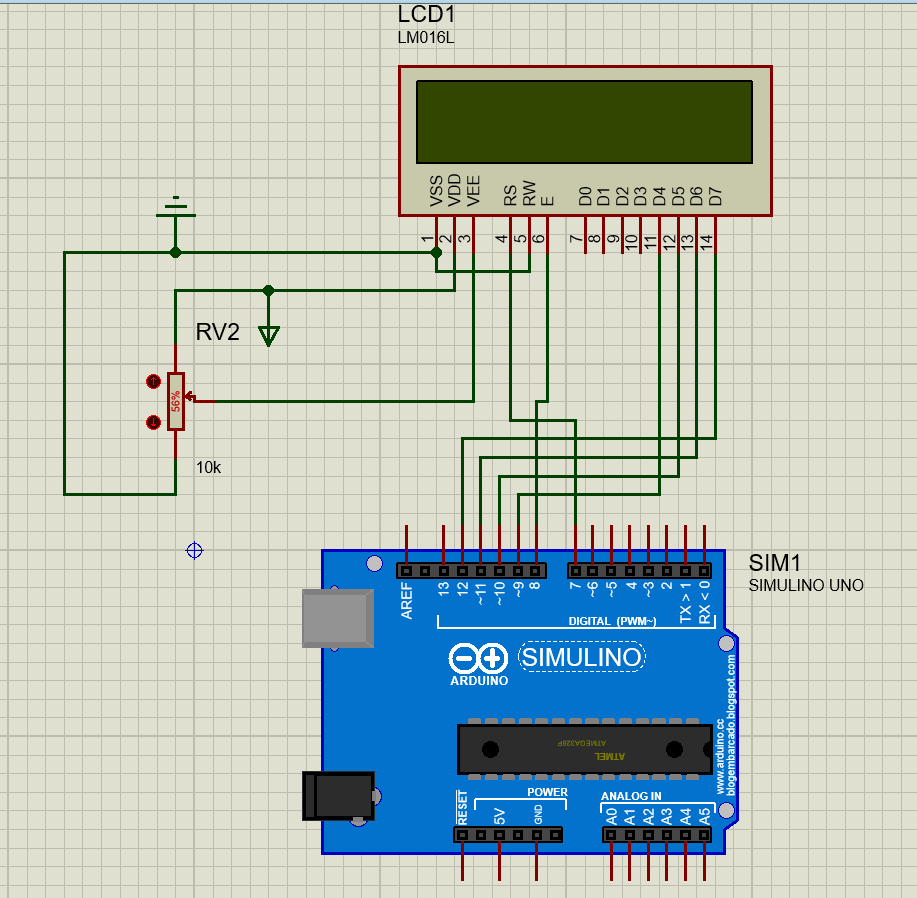 LCD1
LM016L
VSS VDD VEE RS RW E D0 D1 D2 D3 D4 D5 D6 D7
1 2 3 4 5 6 7 8 9 10 11 12 13 14
RV2
56%
10k
SIM1
SIMULINO UNO
AREF 13 12 ~11 ~10 ~9 8 7 ~6 ~5 4 ~3 2 TX > 1 RX < 0
DIGITAL (PWM~)
SIMULINO
ARDUINO
ATMEGA328P
ATMEL
www.arduino.cc
blogembarcado.blogspot.com
POWER
ANALOG IN
RESET 5V GND A0 A1 A2 A3 A4 A5